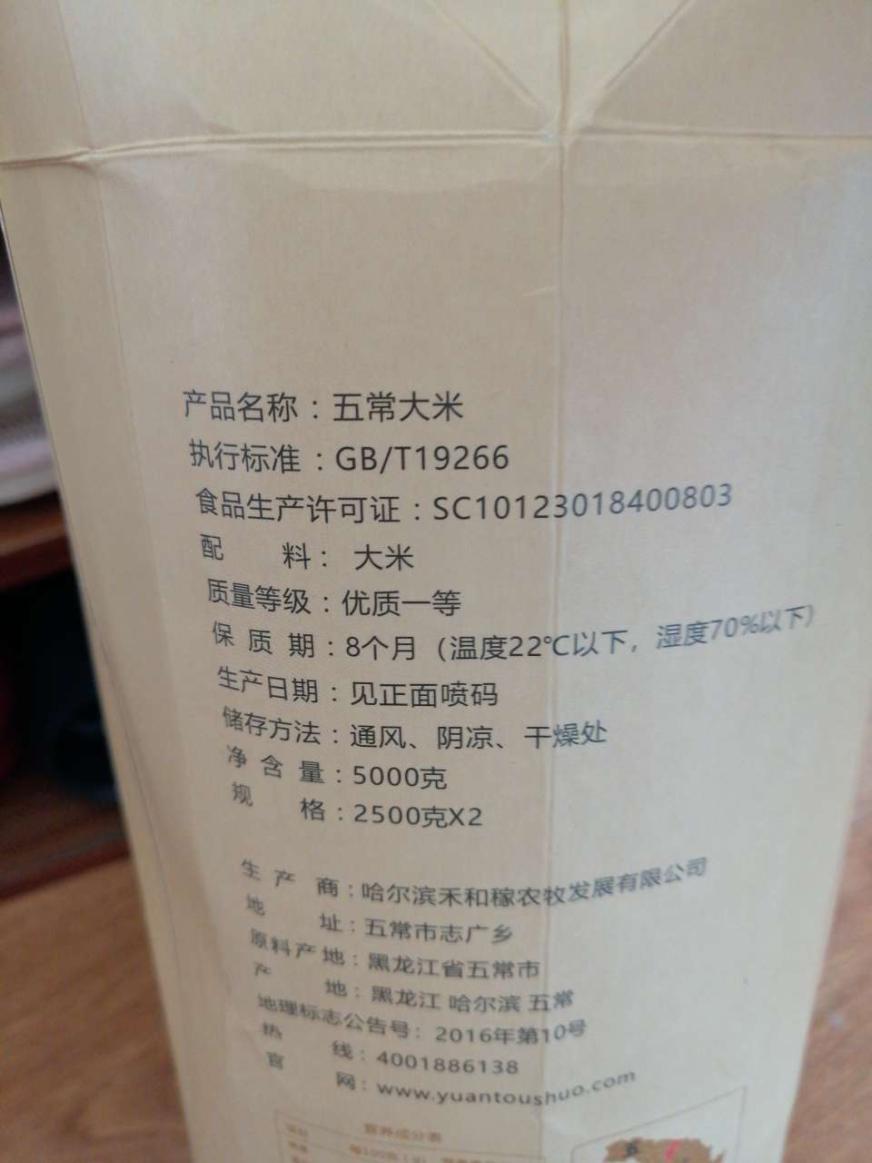 产品名称：五常大米
执行标准：GB/T19266
食品生产许可证：SC10123018400803
配 料： 大米
质量等级：优质一等
保 质 期：8个月（温度22℃以下，湿度70%以下）
生产日期：见正面喷码
储存方法：通风、阴凉、干燥处
净 含 量：5000克
规 格：2500克X2
生 产 商：哈尔滨禾和稼农牧发展有限公司
地 址：五常市志广乡
原料产地：黑龙江省五常市
产 地：黑龙江 哈尔滨 五常
地理标志公告号：2016年第10号
热 线：4001886138
官 网：www.yuantoushuo.com
营养成分表